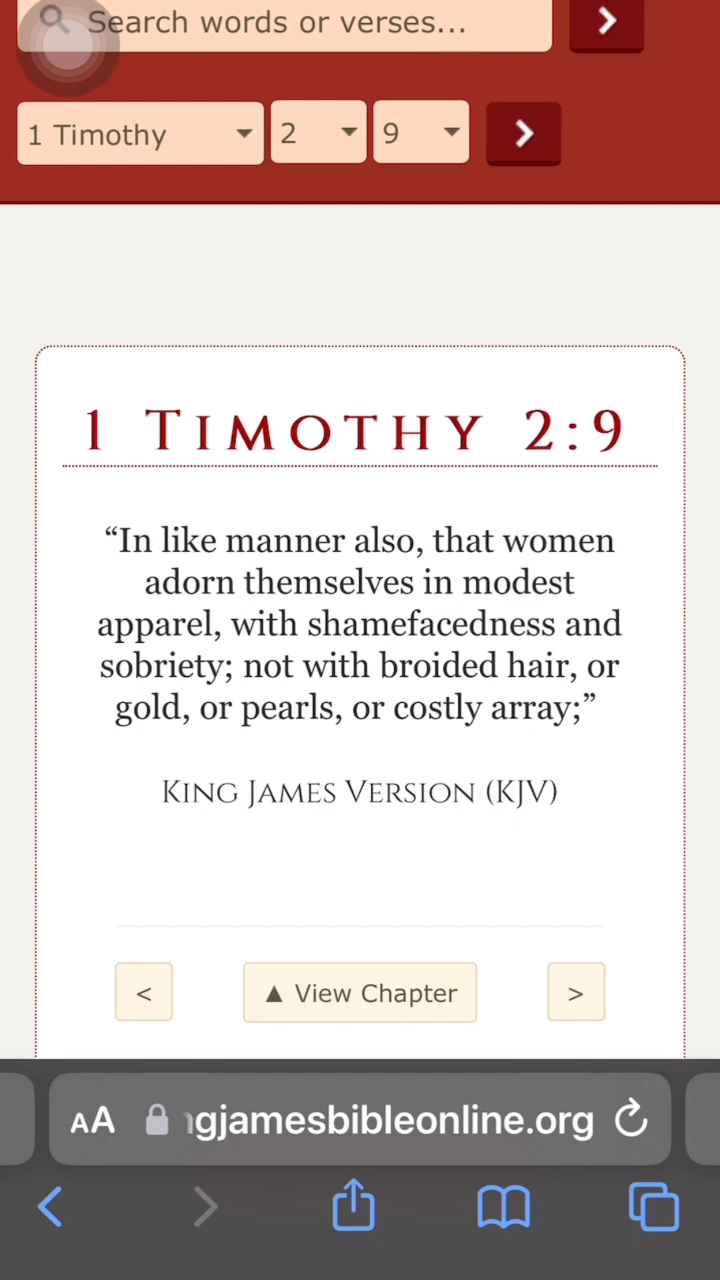 Search words or verses...
1 Timothy 2 9
1 Timothy 2:9
“In like manner also, that women
adorn themselves in modest
apparel, with shamefacedness and
sobriety; not with broided hair, or
gold, or pearls, or costly array;”
King James Version (KJV)
< ▲ View Chapter >
AA gjamesbibleonline.org